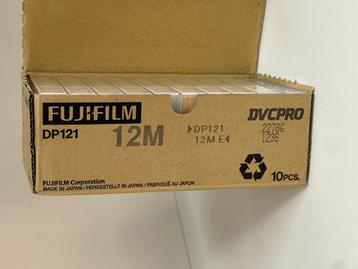 FUJIFILM
DVCPRO
DP121
12M
▶DP121
12M E◀
2278G
1236
FUJIFILM Corporation
MADE IN JAPAN / HERGESTELLT IN JAPAN / FABRIQUÉ AU JAPON
10PCS.